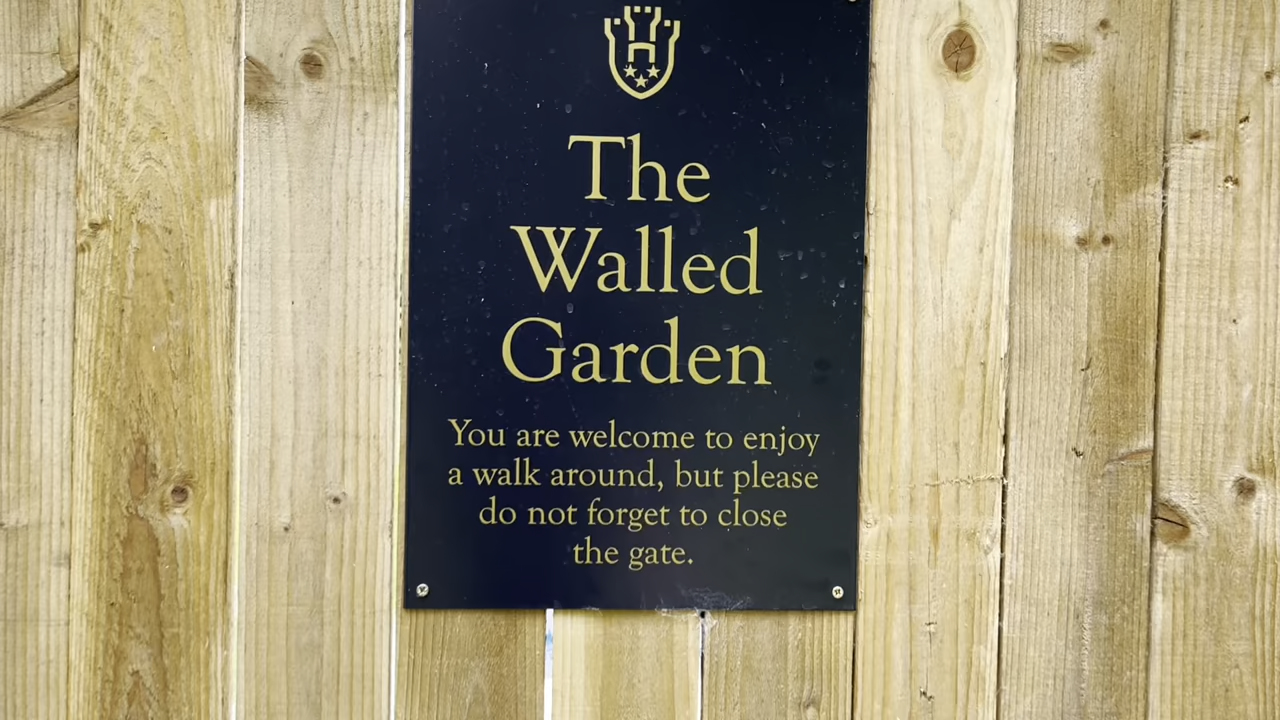 The
Walled
Garden
You are welcome to enjoy
a walk around, but please
do not forget to close
the gate.